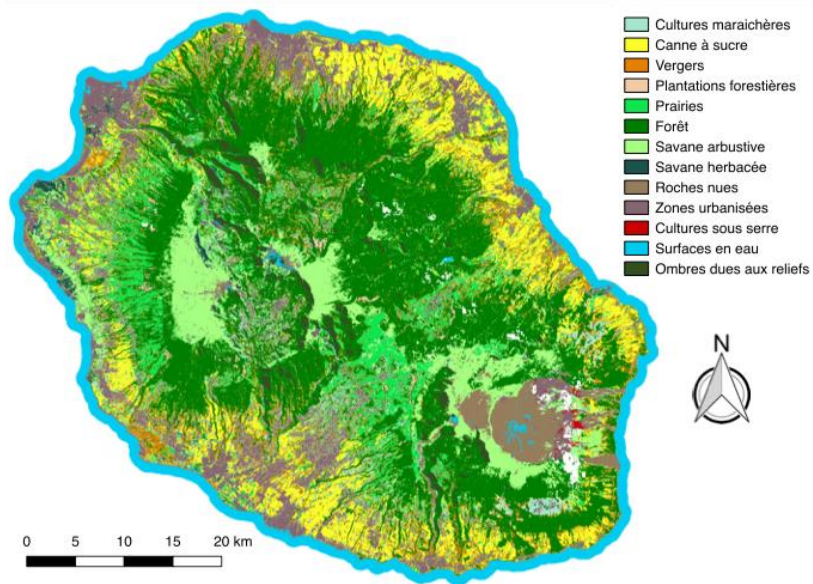 Cultures maraichères
Canne à sucre
Vergers
Plantations forestières
Prairies
Forêt
Savane arbustive
Savane herbacée
Roches nues
Zones urbanisées
Cultures sous serre
Surfaces en eau
Ombres dues aux reliefs
N
0 5 10 15 20 km